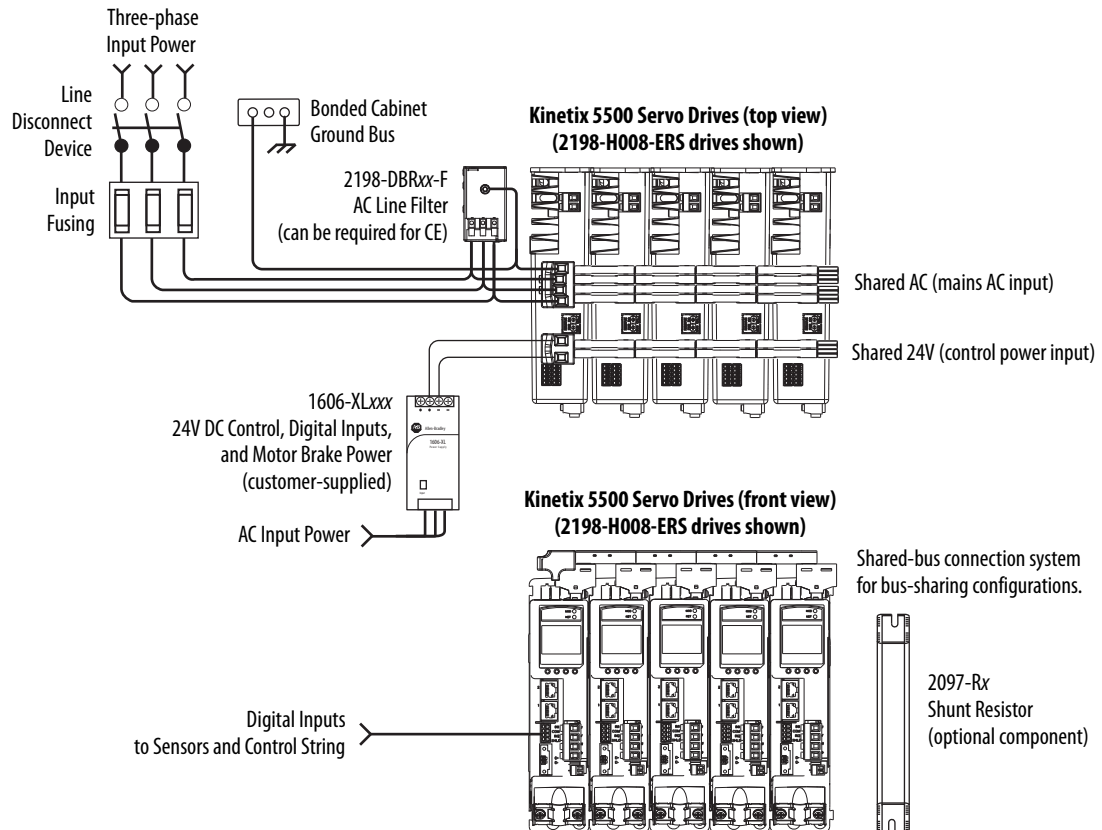 Three-phase
Input Power
Line
Disconnect
Device
Input
Fusing
Bonded Cabinet
Ground Bus
2198-DBRxx-F
AC Line Filter
(can be required for CE)
Kinetix 5500 Servo Drives (top view)
(2198-H008-ERS drives shown)
Shared AC (mains AC input)
Shared 24V (control power input)
1606-XLxxx
24V DC Control, Digital Inputs,
and Motor Brake Power
(customer-supplied)
Allen-Bradley
1606-XL
AC Input Power
Kinetix 5500 Servo Drives (front view)
(2198-H008-ERS drives shown)
Shared-bus connection system
for bus-sharing configurations.
2097-Rx
Shunt Resistor
(optional component)
Digital Inputs
to Sensors and Control String